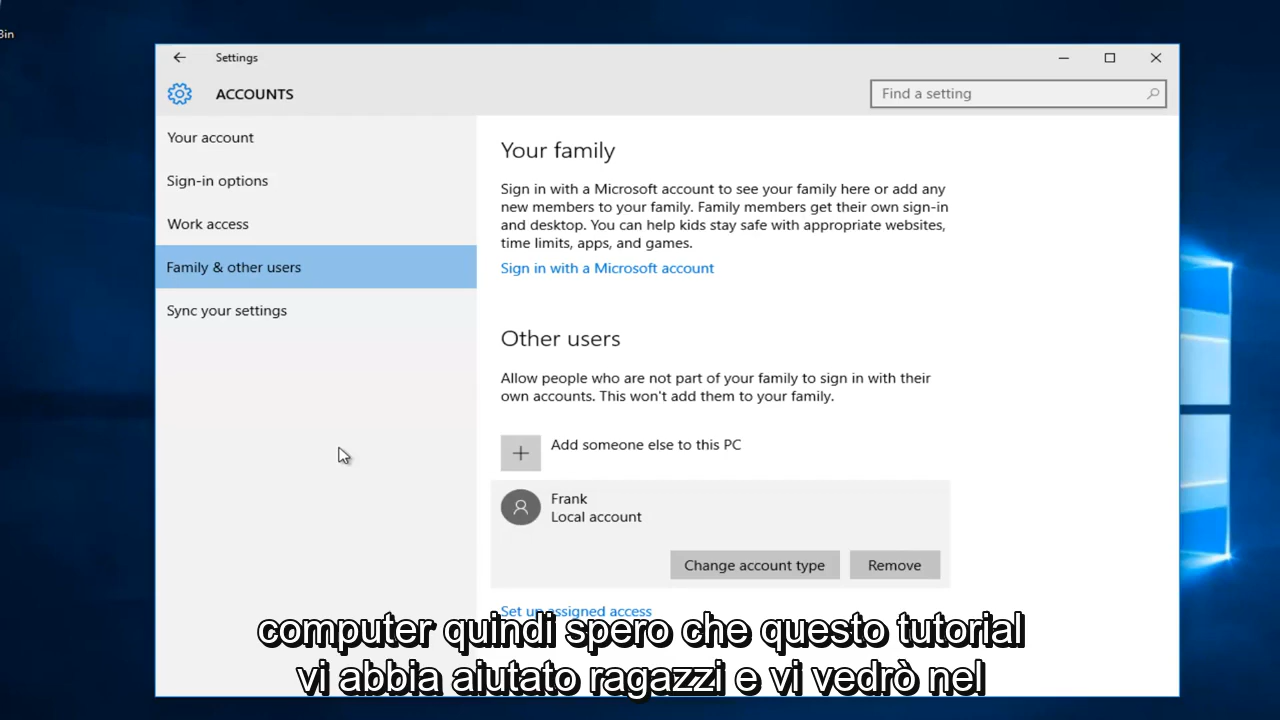 Bin
Settings
ACCOUNTS
Find a setting
Your account
Sign-in options
Work access
Family & other users
Sync your settings
Your family
Sign in with a Microsoft account to see your family here or add any
new members to your family. Family members get their own sign-in
and desktop. You can help kids stay safe with appropriate websites,
time limits, apps, and games.
Sign in with a Microsoft account
Other users
Allow people who are not part of your family to sign in with their
own accounts. This won't add them to your family.
Add someone else to this PC
Frank
Local account
Change account type
Remove
Set up assigned access
computer quindi spero che questo tutorial
vi abbia aiutato ragazzi e vi vedrò nel